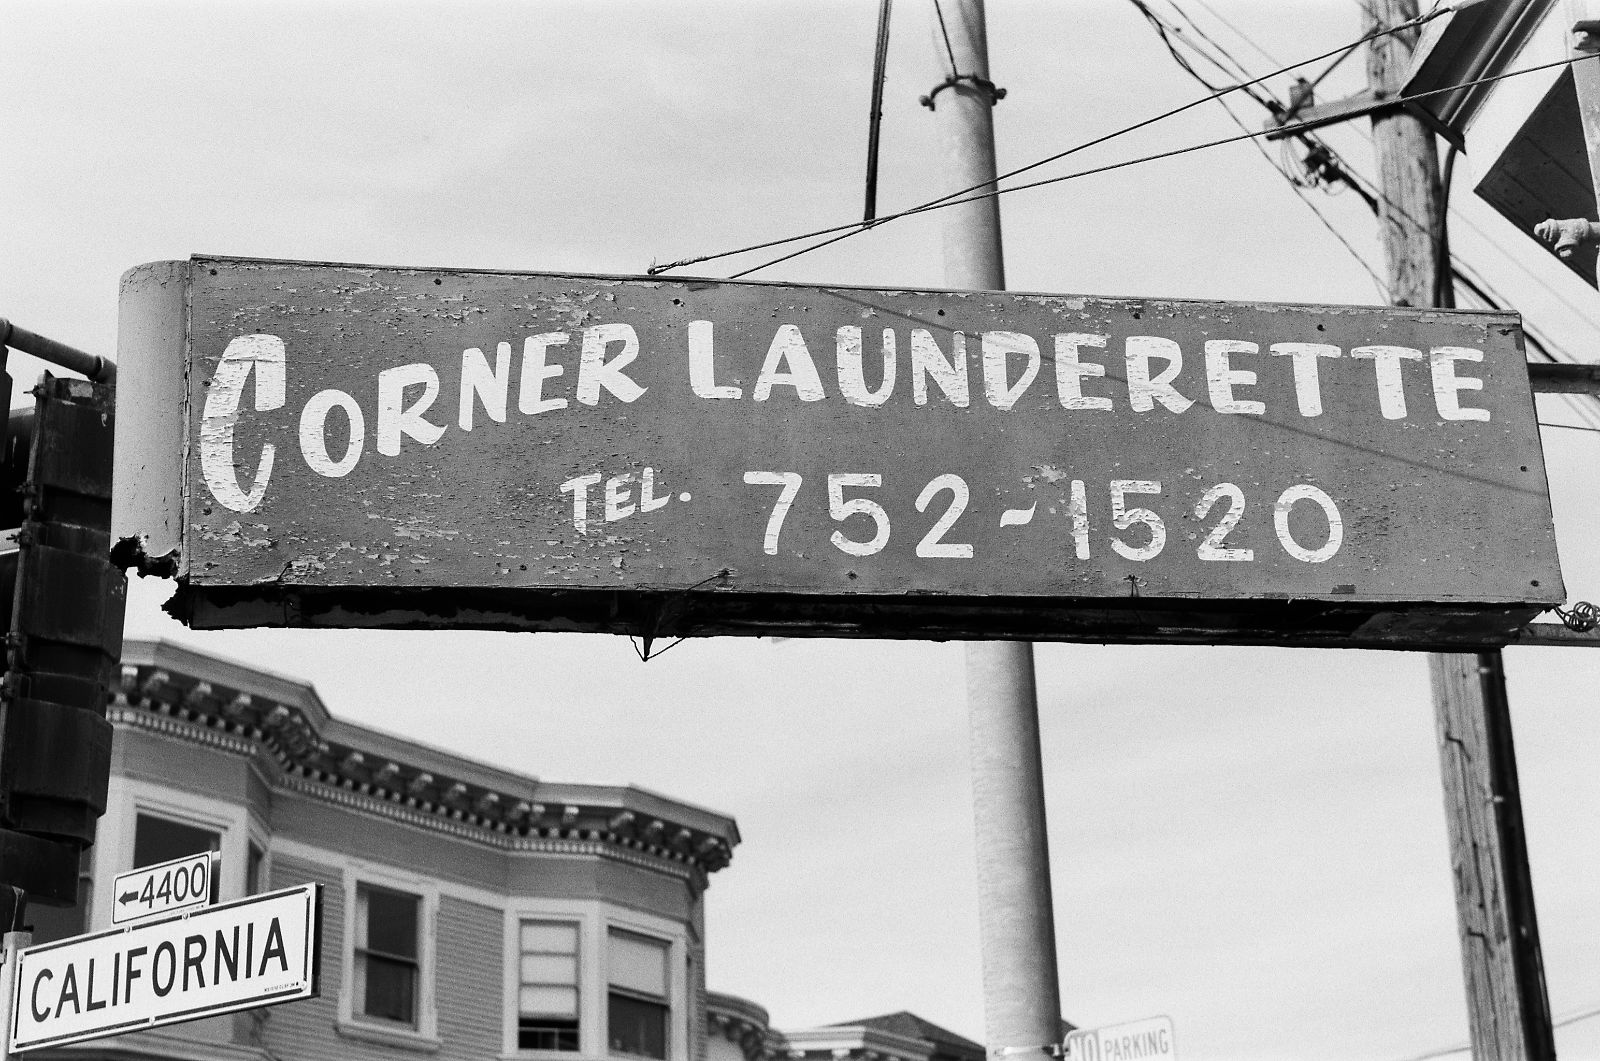 CORNER LAUNDERETTE
TEL. 752-1520
←4400
CALIFORNIA
NO PARKING